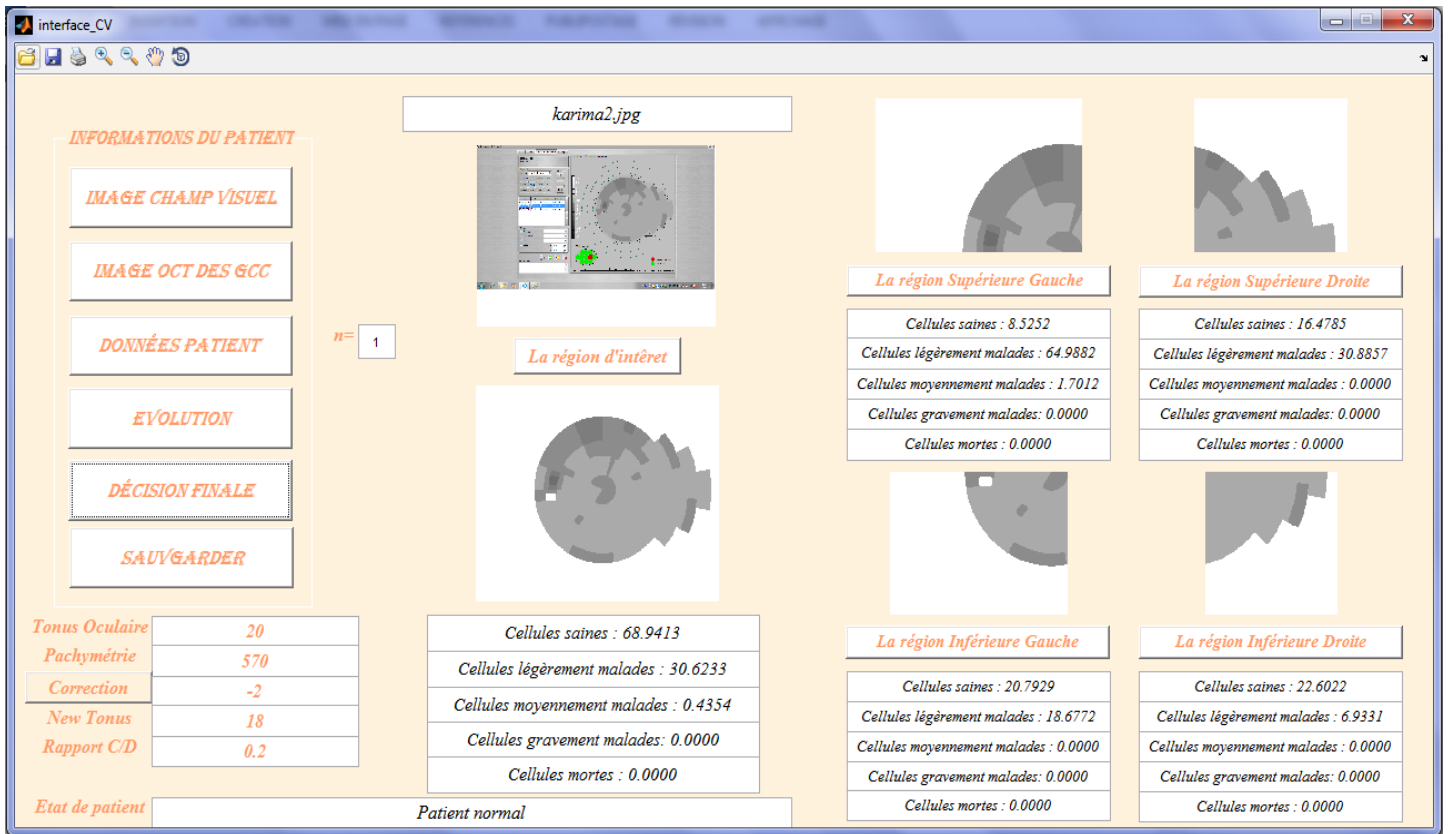 interface_CV
karima2.jpg
INFORMATIONS DU PATIENT
IMAGE CHAMP VISUEL
IMAGE OCT DES GCC
DONNÉES PATIENT
EVOLUTION
DÉCISION FINALE
SAUVGARDER
n= 1
La région d'intêret
Tonus Oculaire 20
Pachymétrie 570
Correction -2
New Tonus 18
Rapport C/D 0.2
Etat de patient Patient normal
Cellules saines : 68.9413
Cellules légèrement malades : 30.6233
Cellules moyennement malades : 0.4354
Cellules gravement malades: 0.0000
Cellules mortes : 0.0000
La région Supérieure Gauche
Cellules saines : 8.5252
Cellules légèrement malades : 64.9882
Cellules moyennement malades : 1.7012
Cellules gravement malades: 0.0000
Cellules mortes : 0.0000
La région Supérieure Droite
Cellules saines : 16.4785
Cellules légèrement malades : 30.8857
Cellules moyennement malades : 0.0000
Cellules gravement malades: 0.0000
Cellules mortes : 0.0000
La région Inférieure Gauche
Cellules saines : 20.7929
Cellules légèrement malades : 18.6772
Cellules moyennement malades : 0.0000
Cellules gravement malades: 0.0000
Cellules mortes : 0.0000
La région Inférieure Droite
Cellules saines : 22.6022
Cellules légèrement malades : 6.9331
Cellules moyennement malades : 0.0000
Cellules gravement malades: 0.0000
Cellules mortes : 0.0000